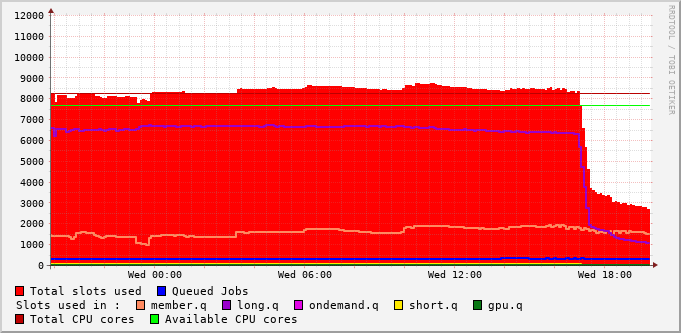 12000
11000
10000
9000
8000
7000
6000
5000
4000
3000
2000
1000
0
Wed 00:00 Wed 06:00 Wed 12:00 Wed 18:00
RRDTOOL / TOBI OETIKER
Total slots used Queued Jobs
Slots used in : member.q long.q ondemand.q short.q gpu.q
Total CPU cores Available CPU cores